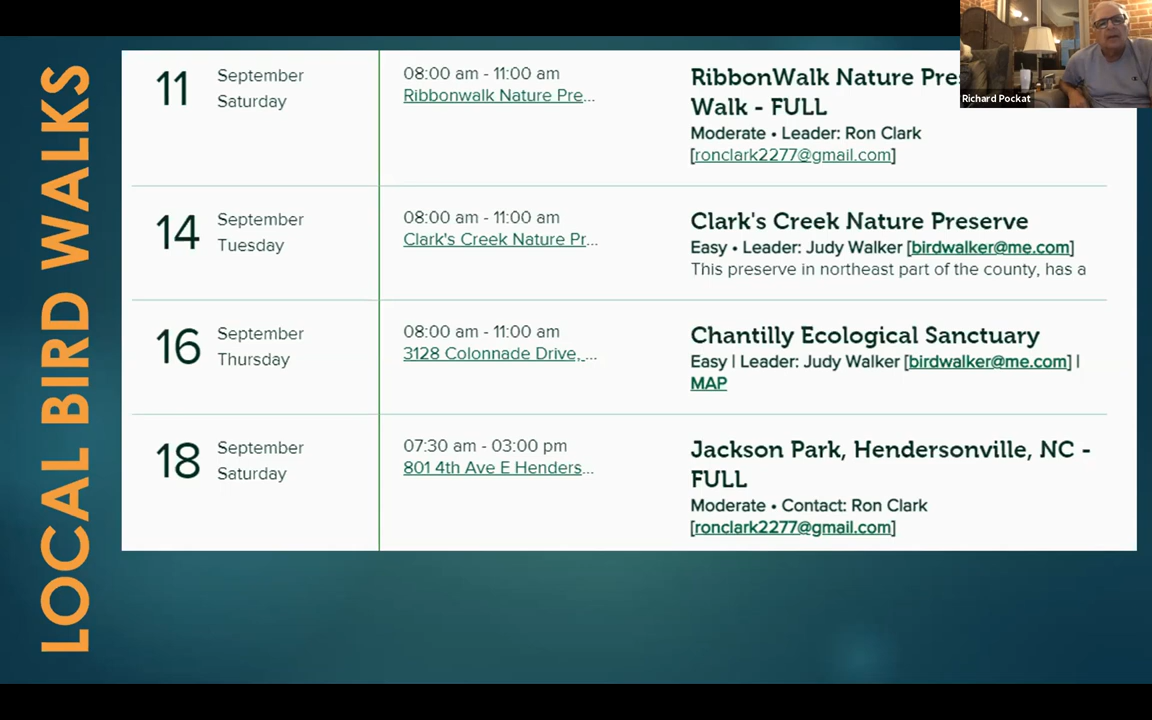 LOCAL BIRD WALKS
11
September
Saturday
08:00 am - 11:00 am
Ribbonwalk Nature Pre...
RibbonWalk Nature Pre
Walk - FULL
Moderate • Leader: Ron Clark
[ronclark2277@gmail.com]
14
September
Tuesday
08:00 am - 11:00 am
Clark's Creek Nature Pr...
Clark's Creek Nature Preserve
Easy • Leader: Judy Walker [birdwalker@me.com]
This preserve in northeast part of the county, has a
16
September
Thursday
08:00 am - 11:00 am
3128 Colonnade Drive, ...
Chantilly Ecological Sanctuary
Easy | Leader: Judy Walker [birdwalker@me.com] |
MAP
18
September
Saturday
07:30 am - 03:00 pm
801 4th Ave E Henders...
Jackson Park, Hendersonville, NC -
FULL
Moderate • Contact: Ron Clark
[ronclark2277@gmail.com]
Richard Pockat